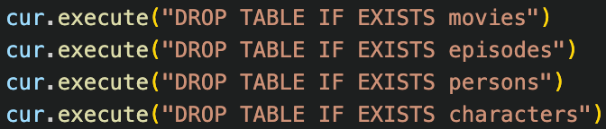 cur.execute("DROP TABLE IF EXISTS movies")
cur.execute("DROP TABLE IF EXISTS episodes")
cur.execute("DROP TABLE IF EXISTS persons")
cur.execute("DROP TABLE IF EXISTS characters")